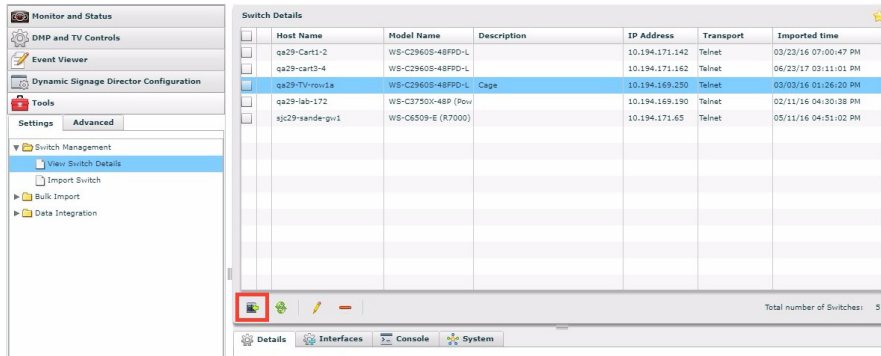 Monitor and Status
DMP and TV Controls
Event Viewer
Dynamic Signage Director Configuration
Tools
Settings Advanced
Switch Management
View Switch Details
Import Switch
Bulk Import
Data Integration
Switch Details
Host Name Model Name Description IP Address Transport Imported time
qa29-Cart1-2 WS-C2960S-48FPD-L 10.194.171.142 Telnet 03/23/16 07:00:47 PM
qa29-cart3-4 WS-C2960S-48FPD-L 10.194.171.162 Telnet 06/23/17 03:11:01 PM
qa29-TV-row1a WS-C2960S-48FPD-L Cage 10.194.169.250 Telnet 03/03/16 01:26:20 PM
qa29-lab-172 WS-C3750X-48P (Pow 10.194.169.190 Telnet 02/11/16 04:30:38 PM
sjc29-sande-gw1 WS-C6509-E (R7000) 10.194.171.65 Telnet 05/11/16 04:51:02 PM
Total number of Switches: 5
Details Interfaces Console System